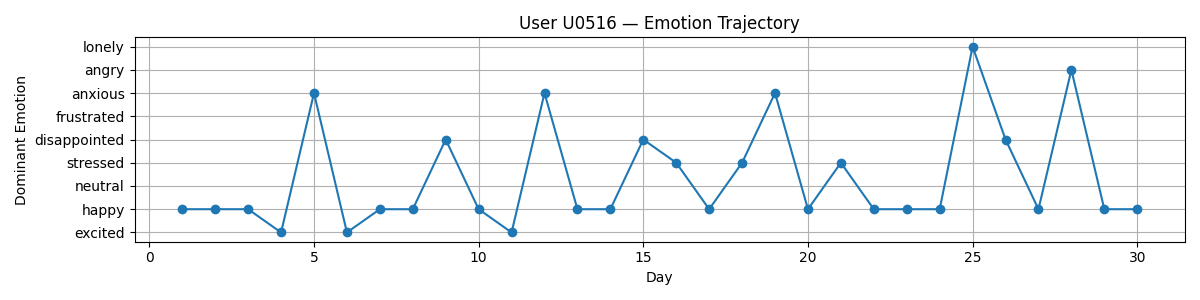 User U0516 — Emotion Trajectory
Dominant Emotion
lonely
angry
anxious
frustrated
disappointed
stressed
neutral
happy
excited
0 5 10 15 20 25 30
Day